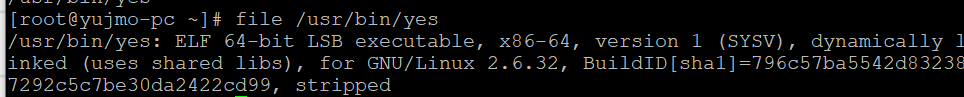 [root@yujmo-pc ~]# file /usr/bin/yes
/usr/bin/yes: ELF 64-bit LSB executable, x86-64, version 1 (SYSV), dynamically l
inked (uses shared libs), for GNU/Linux 2.6.32, BuildID[sha1]=796c57ba5542d83238
7292c5c7be30da2422cd99, stripped